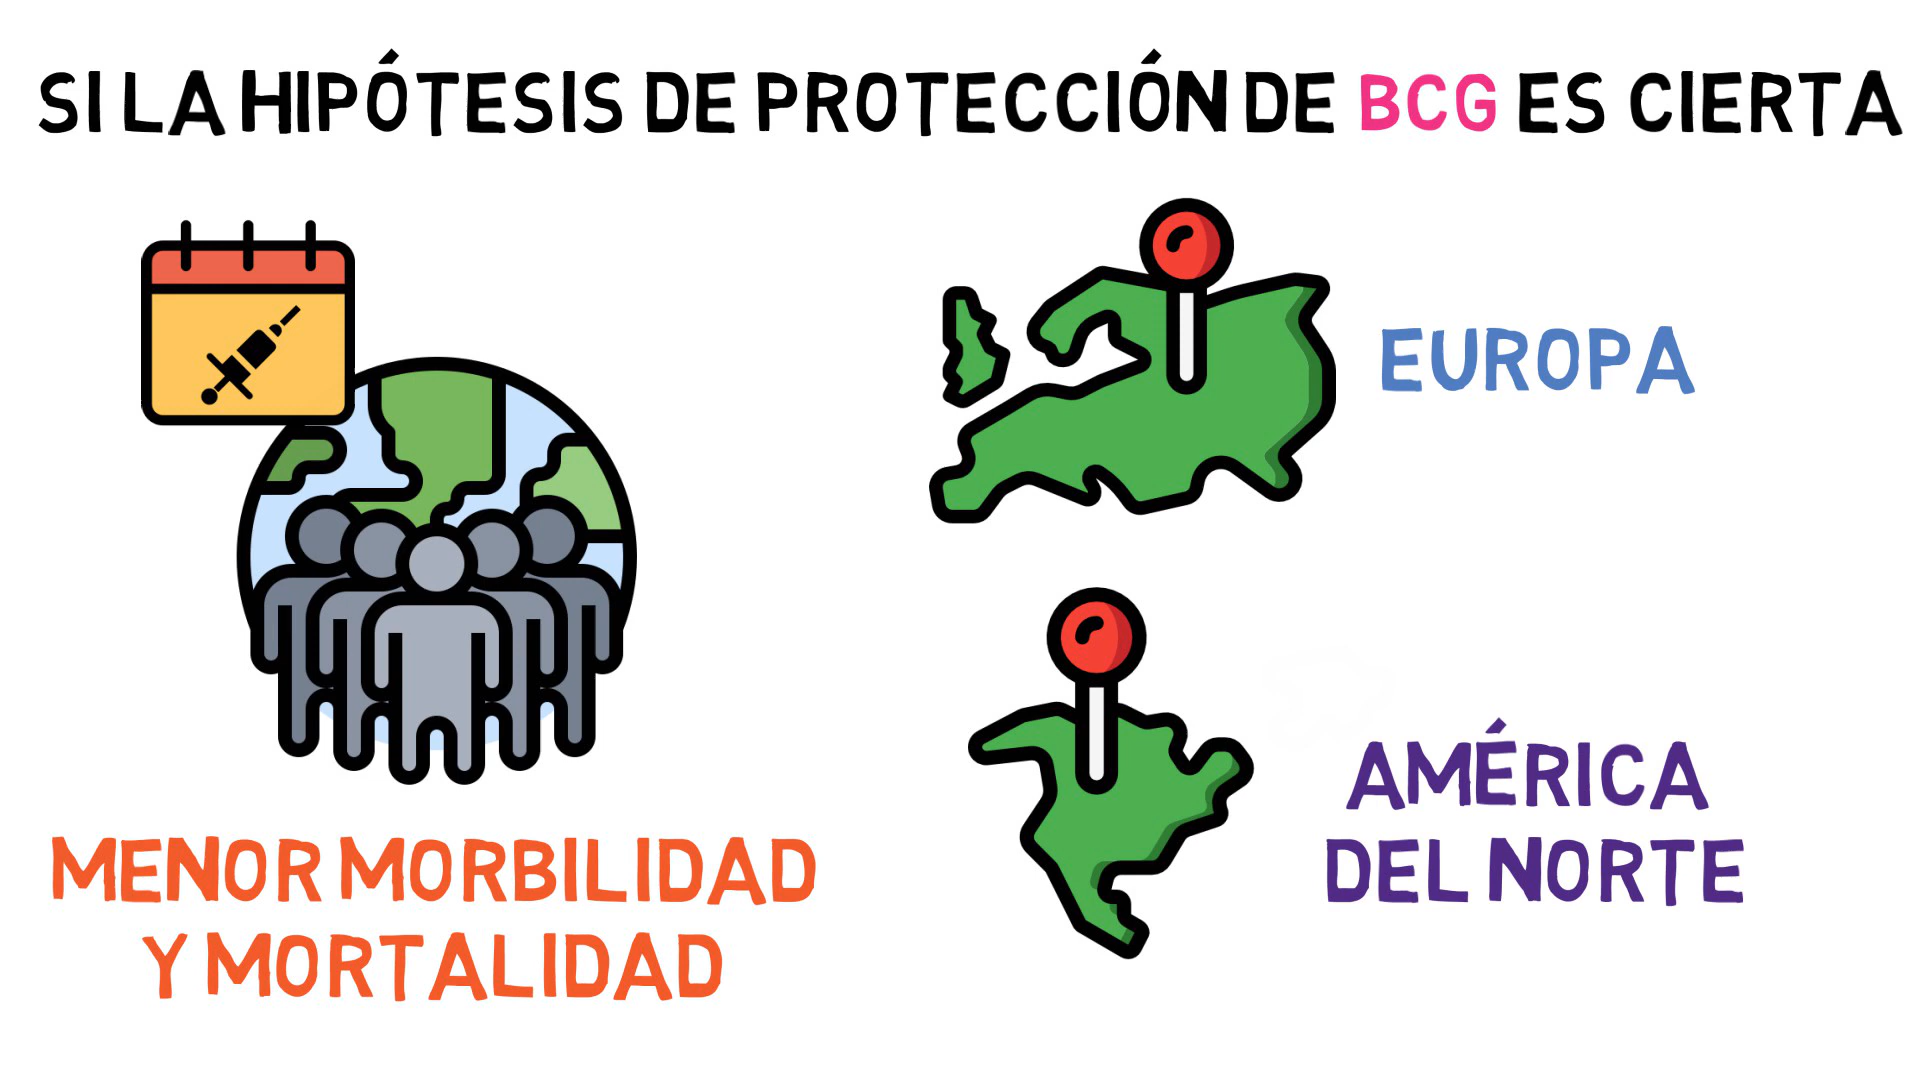 SI LA HIPÓTESIS DE PROTECCIÓN DE BCG ES CIERTA
EUROPA
AMÉRICA
DEL NORTE
MENOR MORBILIDAD
Y MORTALIDAD